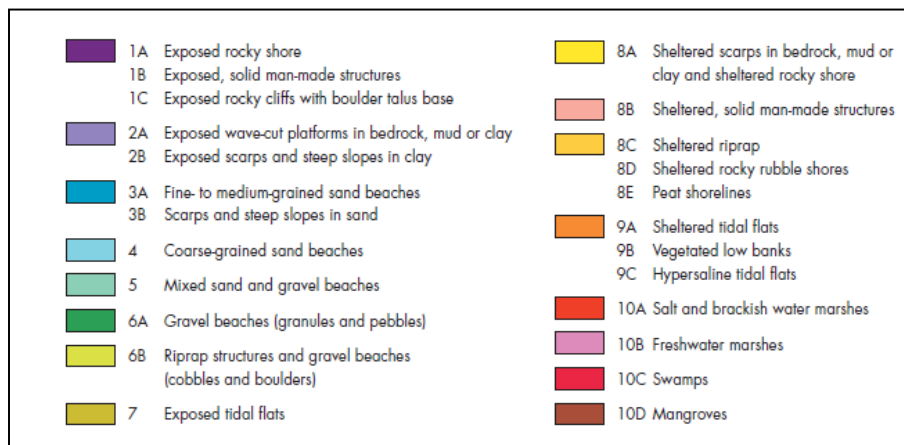 1A Exposed rocky shore
1B Exposed, solid man-made structures
1C Exposed rocky cliffs with boulder talus base
2A Exposed wave-cut platforms in bedrock, mud or clay
2B Exposed scarps and steep slopes in clay
3A Fine- to medium-grained sand beaches
3B Scarps and steep slopes in sand
4 Coarse-grained sand beaches
5 Mixed sand and gravel beaches
6A Gravel beaches (granules and pebbles)
6B Riprap structures and gravel beaches
(cobbles and boulders)
7 Exposed tidal flats
8A Sheltered scarps in bedrock, mud or
clay and sheltered rocky shore
8B Sheltered, solid man-made structures
8C Sheltered riprap
8D Sheltered rocky rubble shores
8E Peat shorelines
9A Sheltered tidal flats
9B Vegetated low banks
9C Hypersaline tidal flats
10A Salt and brackish water marshes
10B Freshwater marshes
10C Swamps
10D Mangroves